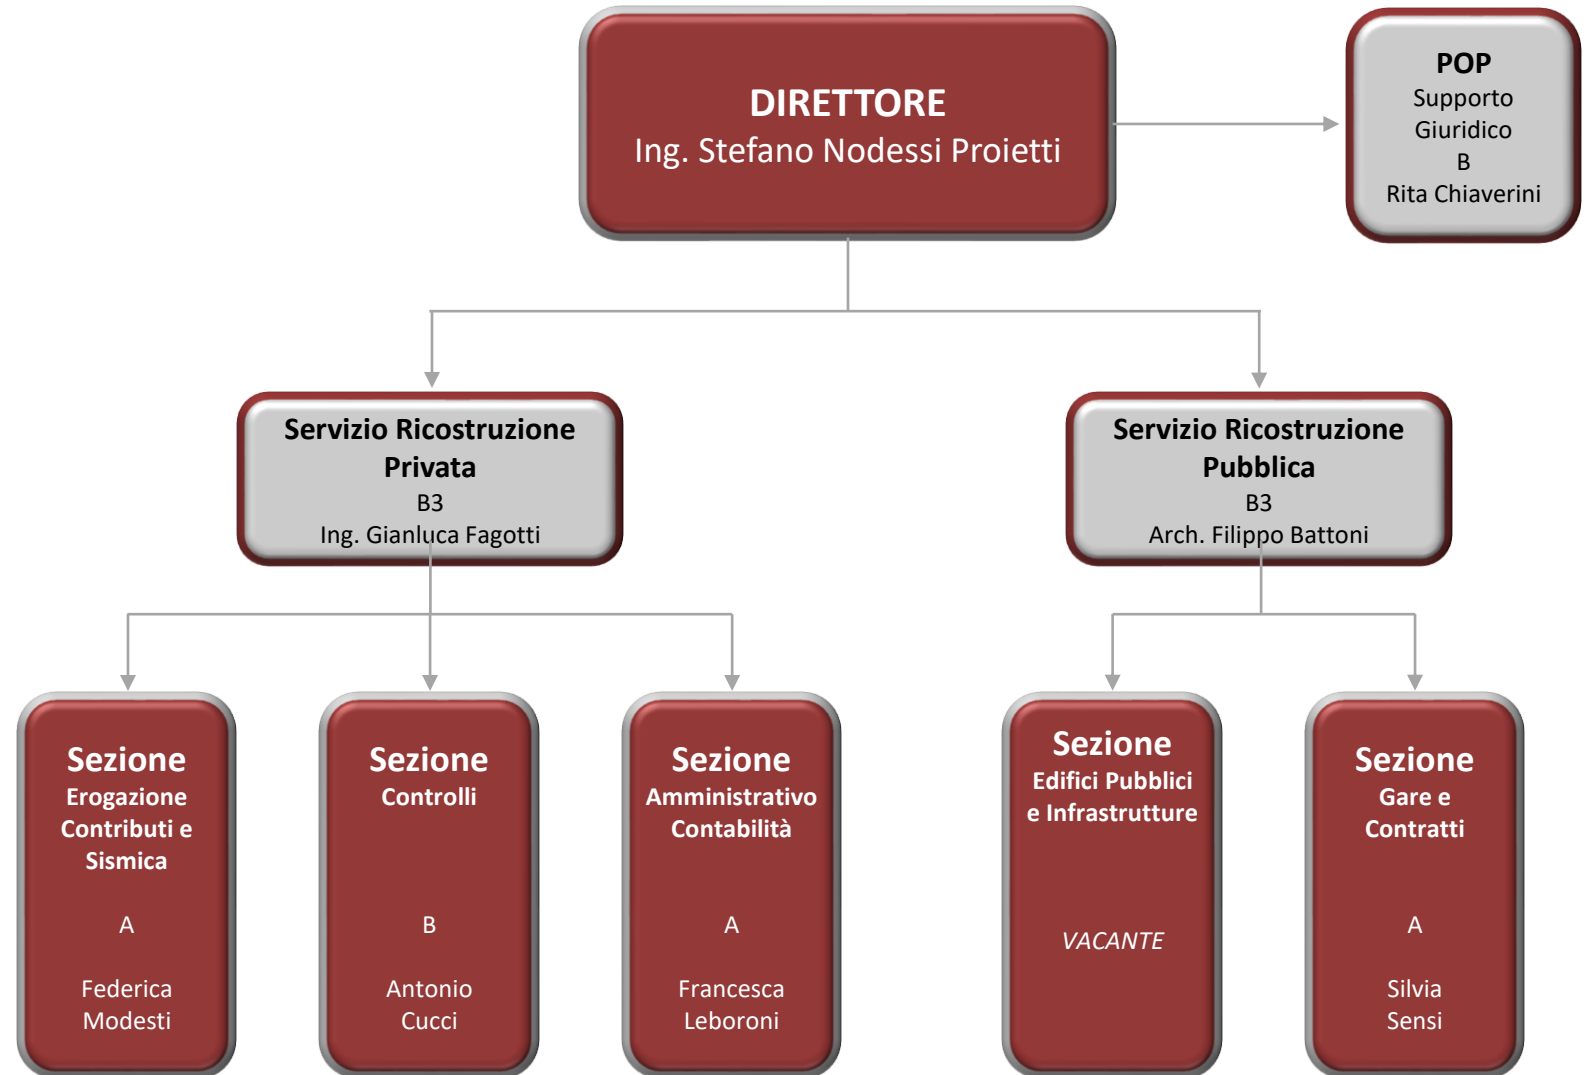 DIRETTORE
Ing. Stefano Nodessi Proietti
POP
Supporto
Giuridico
B
Rita Chiaverini
Servizio Ricostruzione
Privata
B3
Ing. Gianluca Fagotti
Servizio Ricostruzione
Pubblica
B3
Arch. Filippo Battoni
Sezione
Erogazione
Contributi e
Sismica
A
Federica
Modesti
Sezione
Controlli
B
Antonio
Cucci
Sezione
Amministrativo
Contabilità
A
Francesca
Leboroni
Sezione
Edifici Pubblici
e Infrastrutture
VACANTE
Sezione
Gare e
Contratti
A
Silvia
Sensi